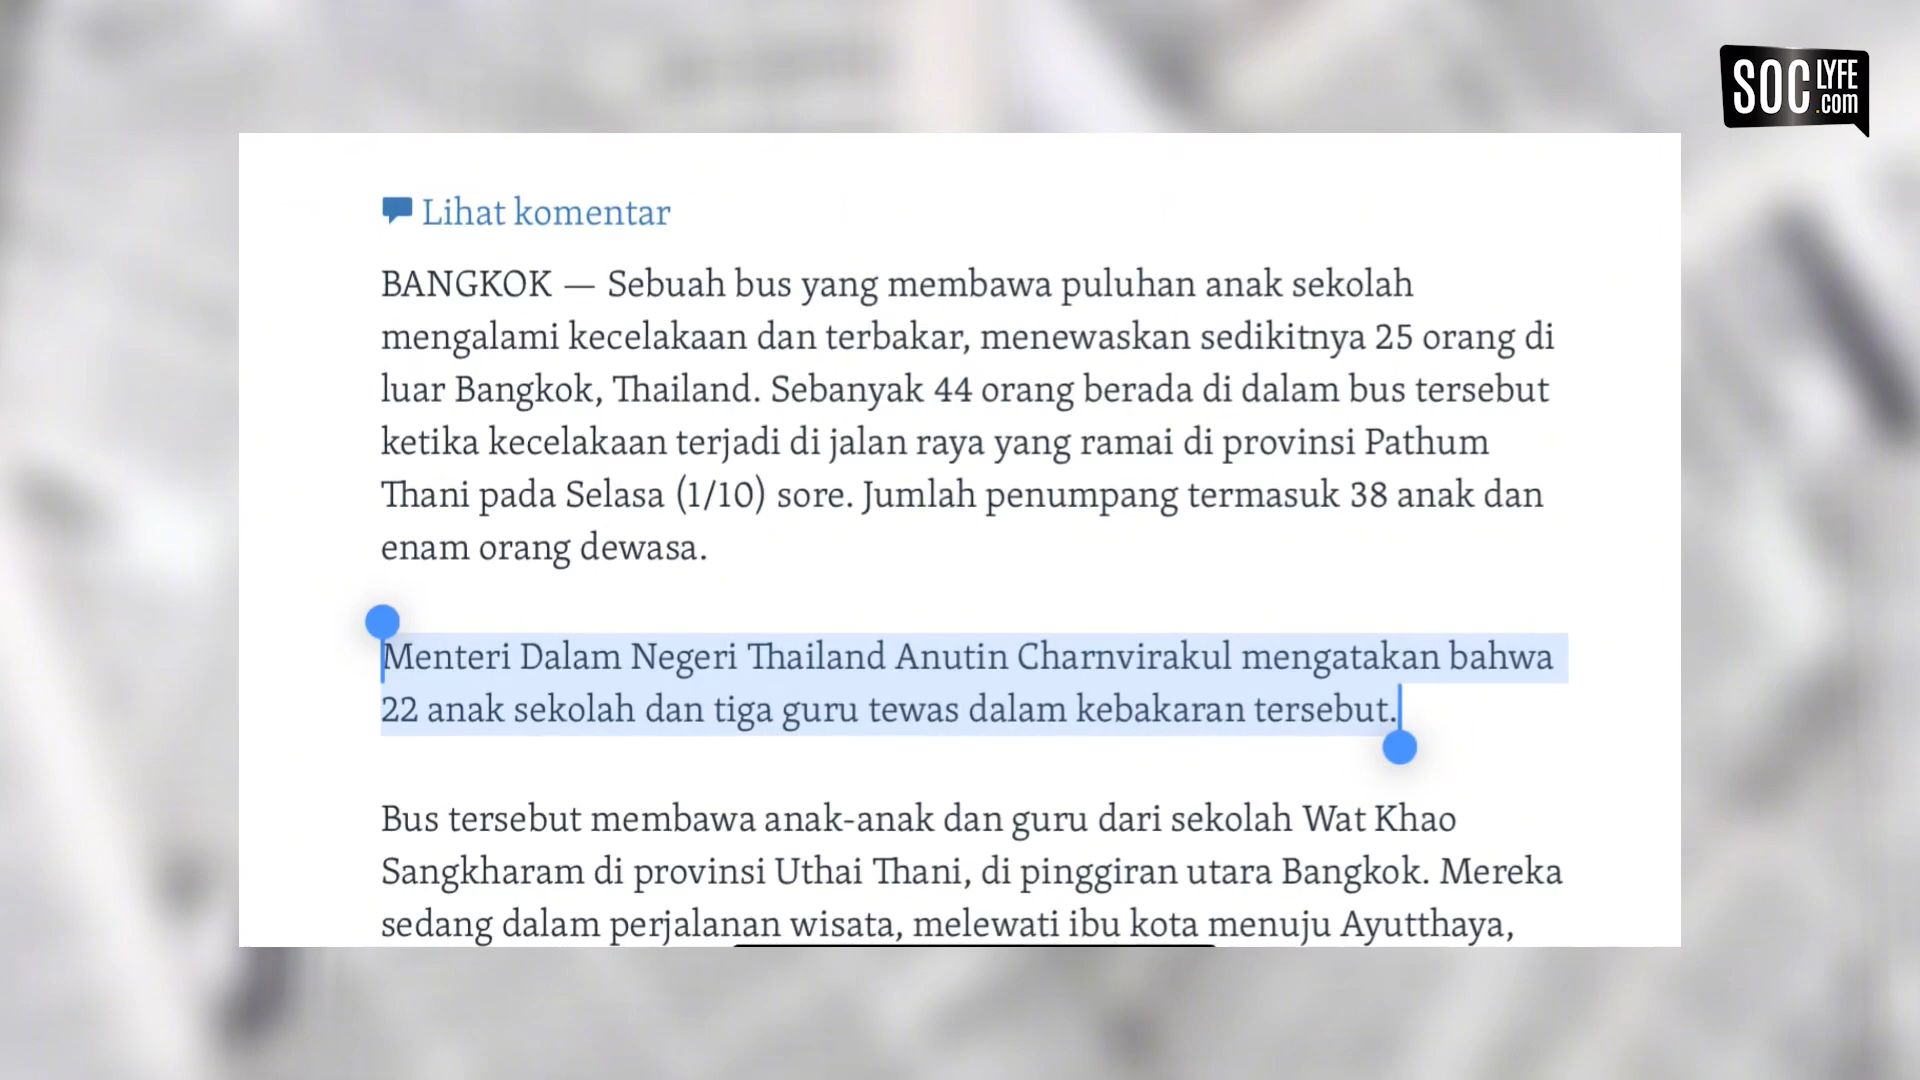 SOC LYFE .com
Lihat komentar
BANGKOK — Sebuah bus yang membawa puluhan anak sekolah
mengalami kecelakaan dan terbakar, menewaskan sedikitnya 25 orang di
luar Bangkok, Thailand. Sebanyak 44 orang berada di dalam bus tersebut
ketika kecelakaan terjadi di jalan raya yang ramai di provinsi Pathum
Thani pada Selasa (1/10) sore. Jumlah penumpang termasuk 38 anak dan
enam orang dewasa.
Menteri Dalam Negeri Thailand Anutin Charnvirakul mengatakan bahwa
22 anak sekolah dan tiga guru tewas dalam kebakaran tersebut.
Bus tersebut membawa anak-anak dan guru dari sekolah Wat Khao
Sangkharam di provinsi Uthai Thani, di pinggiran utara Bangkok. Mereka
sedang dalam perjalanan wisata, melewati ibu kota menuju Ayutthaya,